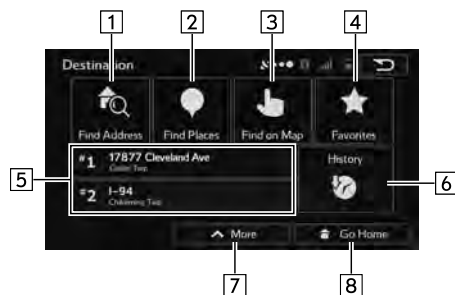 1 2 3 4
Destination
Find Address Find Places Find on Map Favorites
5 #1 17877 Cleveland Ave History
6
#2 I-94
7 More Go Home
8